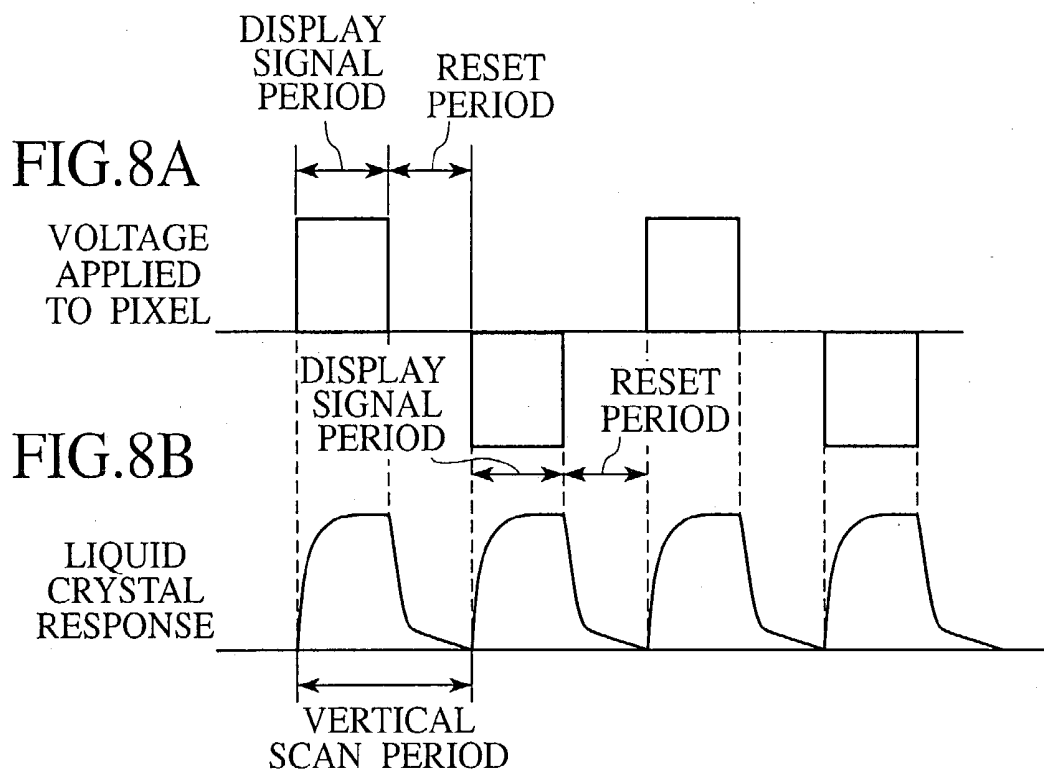 DISPLAY
SIGNAL
PERIOD
RESET
PERIOD
FIG.8A
VOLTAGE
APPLIED
TO PIXEL
DISPLAY
SIGNAL
PERIOD
RESET
PERIOD
FIG.8B
LIQUID
CRYSTAL
RESPONSE
VERTICAL
SCAN PERIOD